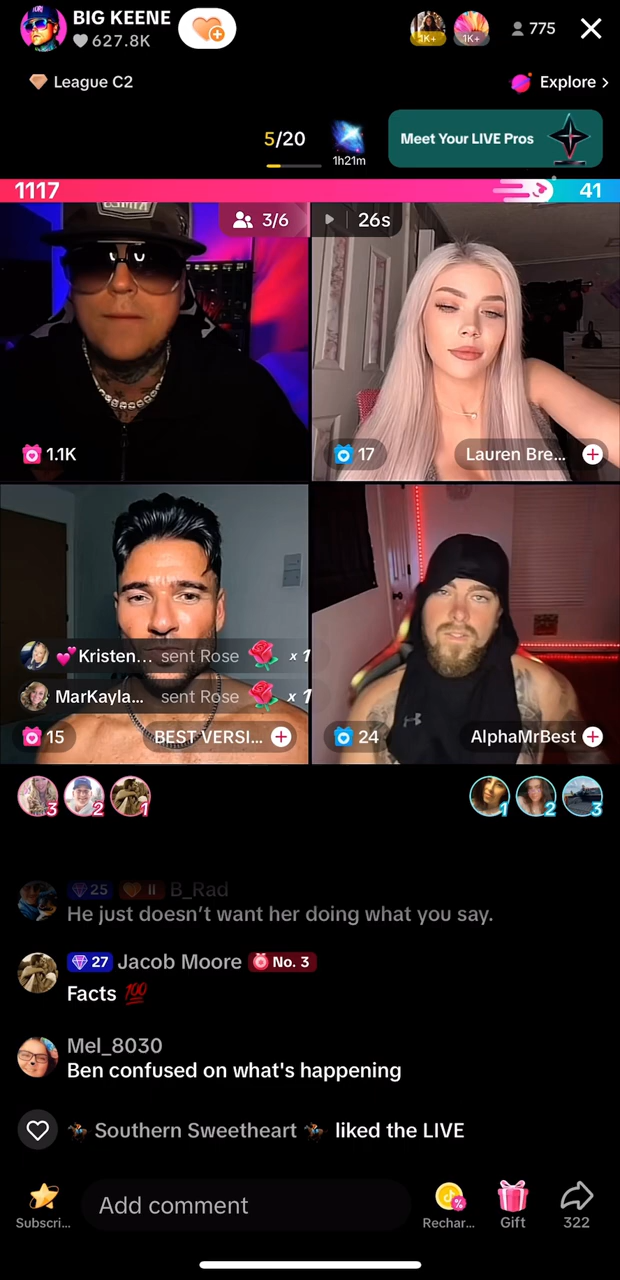 BIG KEENE
627.8K
1K+
1K+
775
League C2
Explore
5/20
1h21m
Meet Your LIVE Pros
1117
41
3/6
26s
1.1K
17
Lauren Bre...
💕Kristen... sent Rose x 1
MarKayla... sent Rose x 1
15
BEST VERSI...
24
AlphaMrBest
3
2
1
1
2
3
25 II B_Rad
He just doesn't want her doing what you say.
27 Jacob Moore No. 3
Facts 💯
Mel_8030
Ben confused on what's happening
🏇 Southern Sweetheart 🏇 liked the LIVE
Add comment
Subscri...
Rechar...
Gift
322